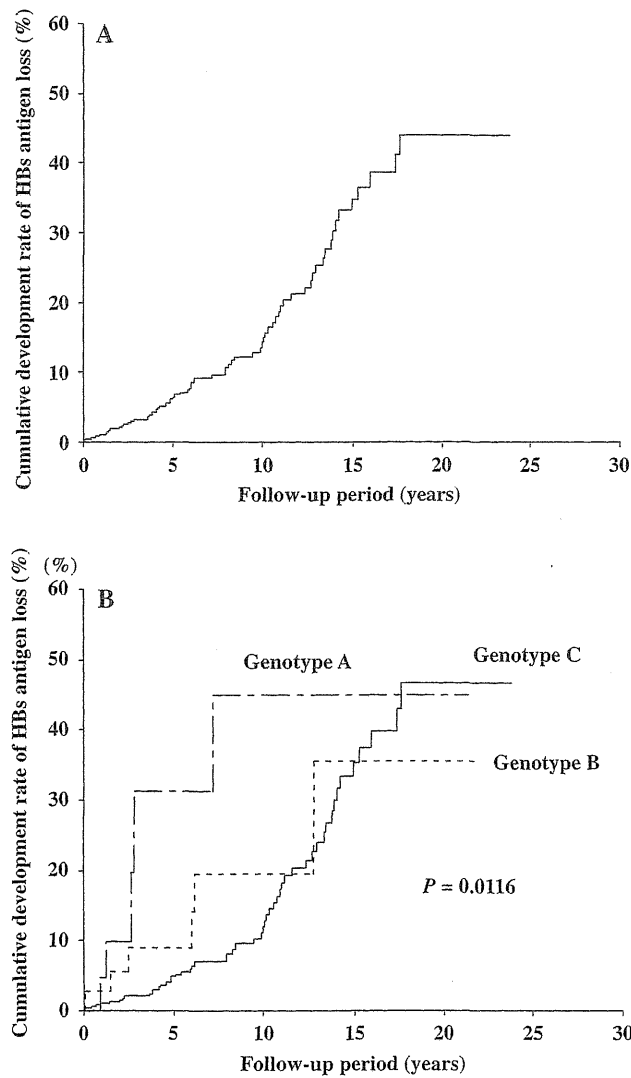 A
Cumulative development rate of HBs antigen loss (%)
60
50
40
30
20
10
0
0 5 10 15 20 25 30
Follow-up period (years)
(%)
B
Cumulative development rate of HBs antigen loss (%)
60
50
40
30
20
10
0
Genotype A
Genotype C
Genotype B
P = 0.0116
0 5 10 15 20 25 30
Follow-up period (years)